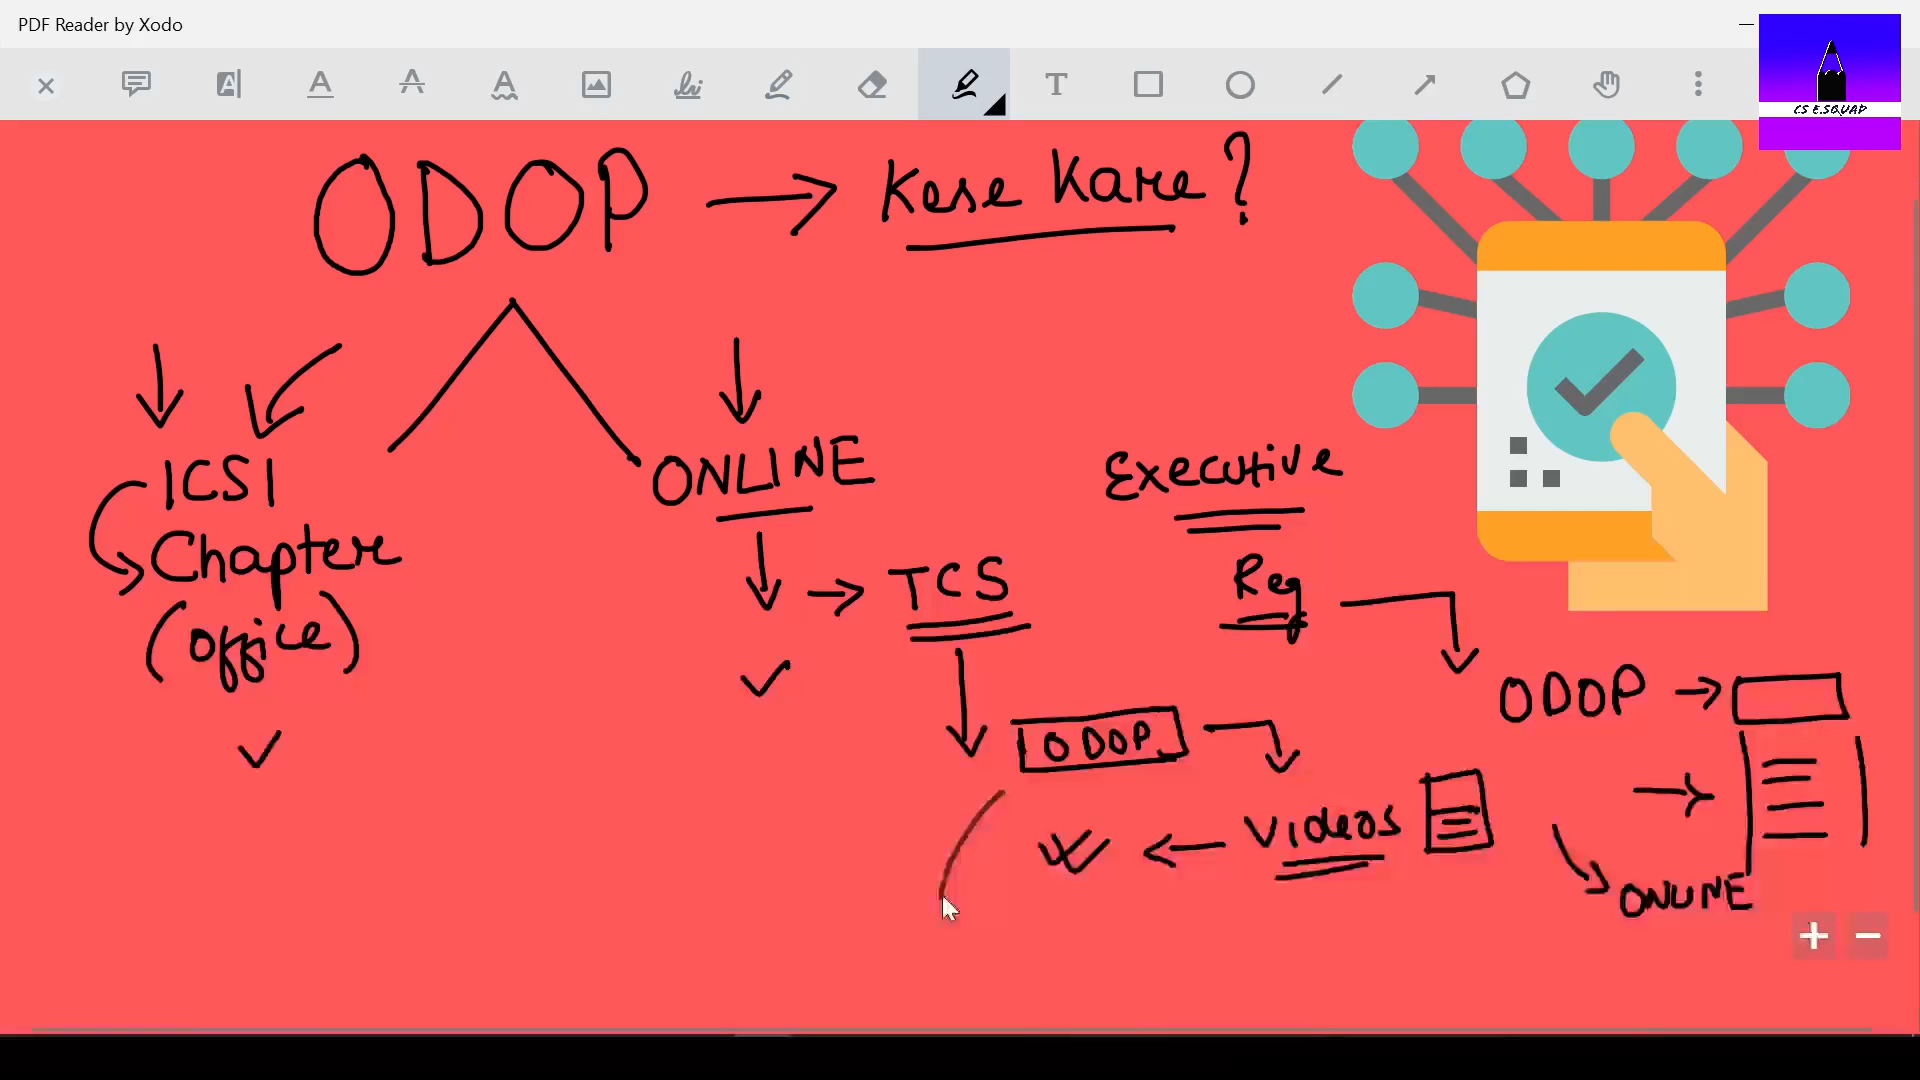 PDF Reader by Xodo
CS E.SQUAD
ODOP → Kese Kare?
ICSI
Chapter
(office)
ONLINE
TCS
ODOP
Videos
Executive
Reg
ODOP
ONLINE